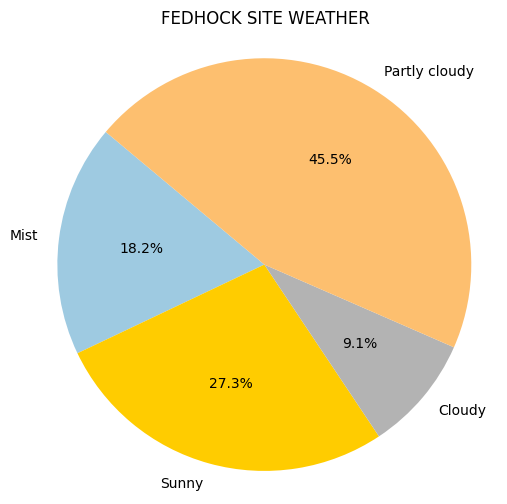 FEDHOCK SITE WEATHER
Partly cloudy
45.5%
Mist
18.2%
9.1%
27.3%
Cloudy
Sunny